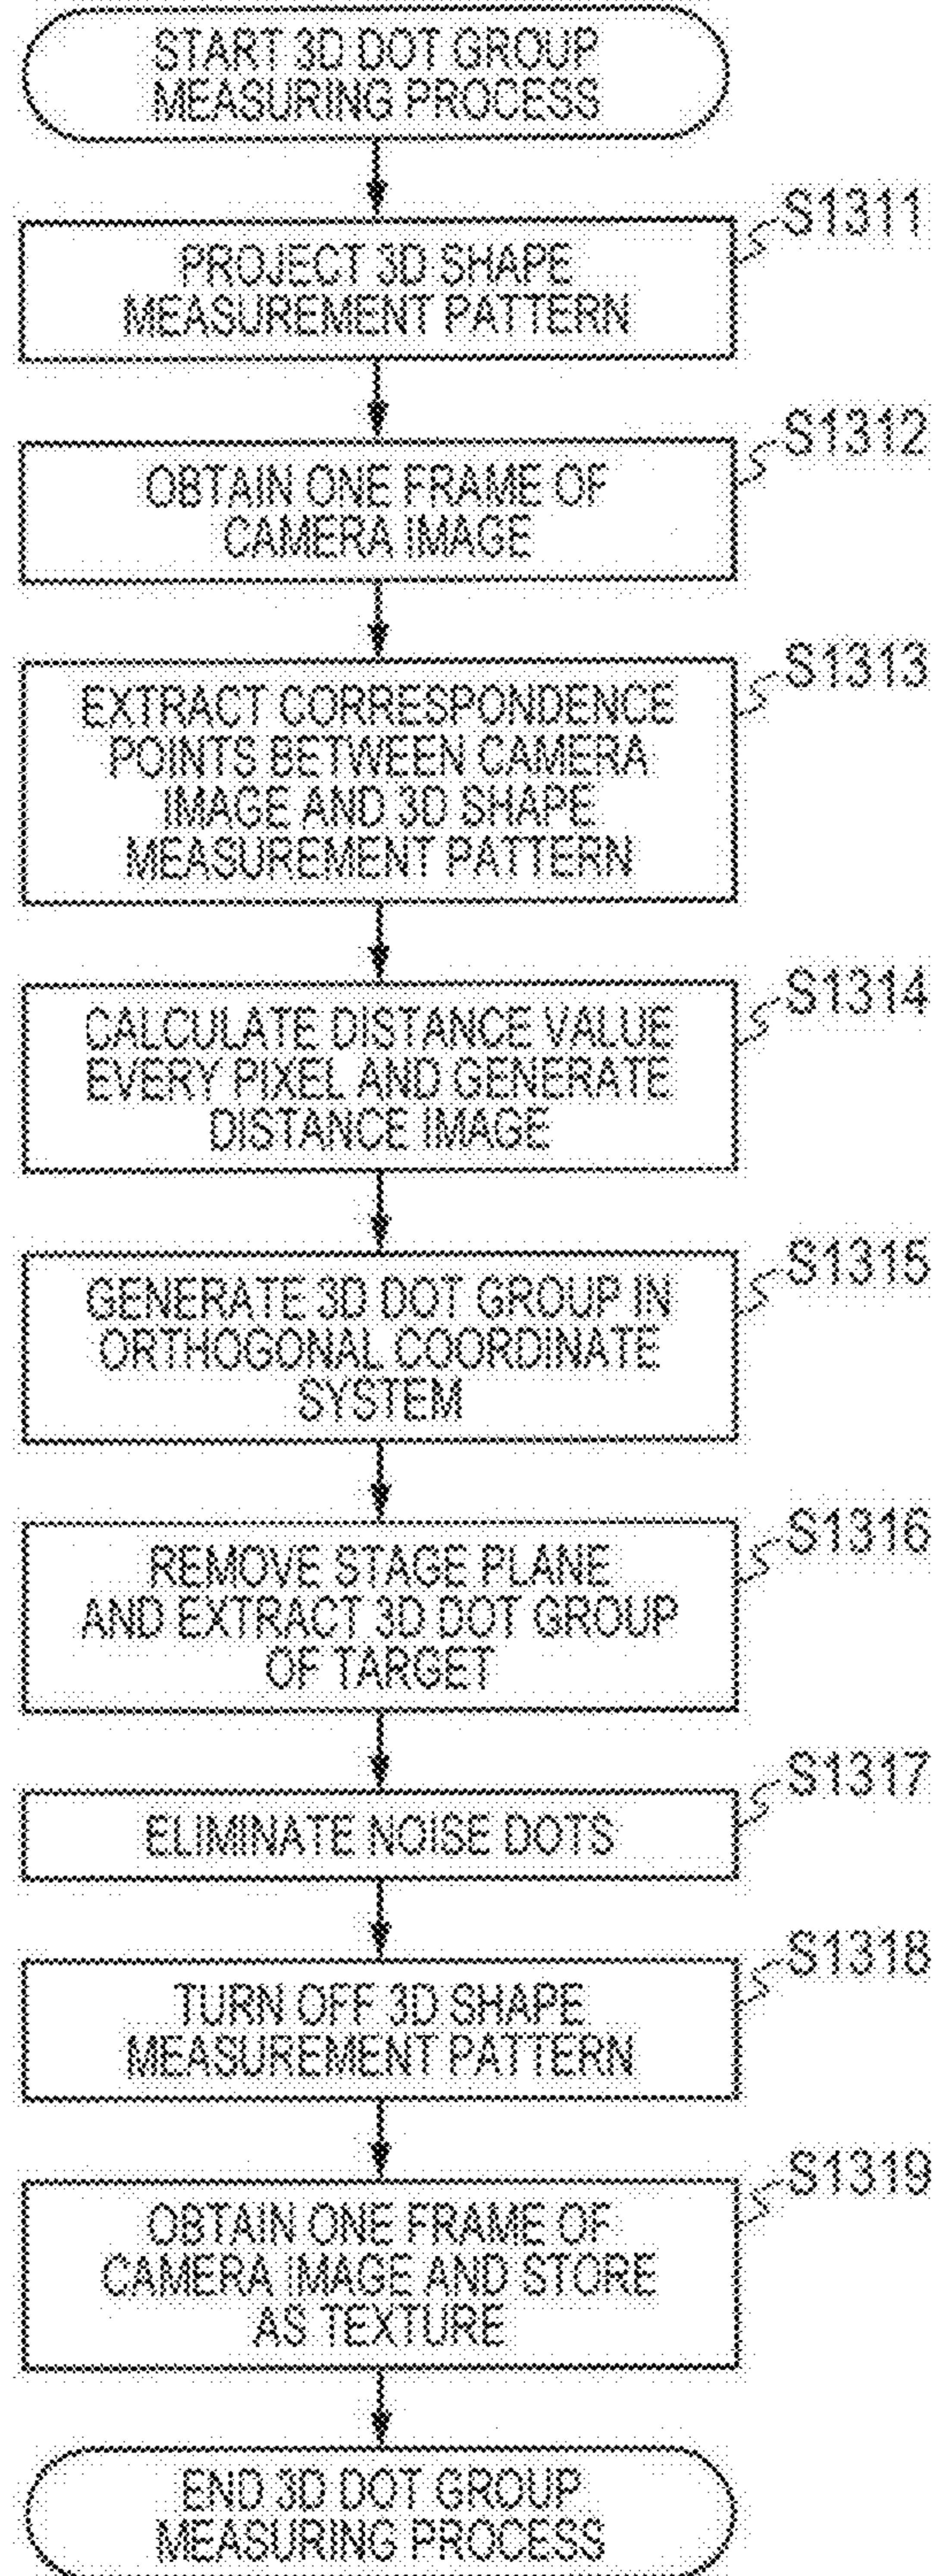 START 3D DOT GROUP
MEASURING PROCESS
S1311
PROJECT 3D SHAPE
MEASUREMENT PATTERN
S1312
OBTAIN ONE FRAME OF
CAMERA IMAGE
S1313
EXTRACT CORRESPONDENCE
POINTS BETWEEN CAMERA
IMAGE AND 3D SHAPE
MEASUREMENT PATTERN
S1314
CALCULATE DISTANCE VALUE
EVERY PIXEL AND GENERATE
DISTANCE IMAGE
S1315
GENERATE 3D DOT GROUP IN
ORTHOGONAL COORDINATE
SYSTEM
S1316
REMOVE STAGE PLANE
AND EXTRACT 3D DOT GROUP
OF TARGET
S1317
ELIMINATE NOISE DOTS
S1318
TURN OFF 3D SHAPE
MEASUREMENT PATTERN
S1319
OBTAIN ONE FRAME OF
CAMERA IMAGE AND STORE
AS TEXTURE
END 3D DOT GROUP
MEASURING PROCESS